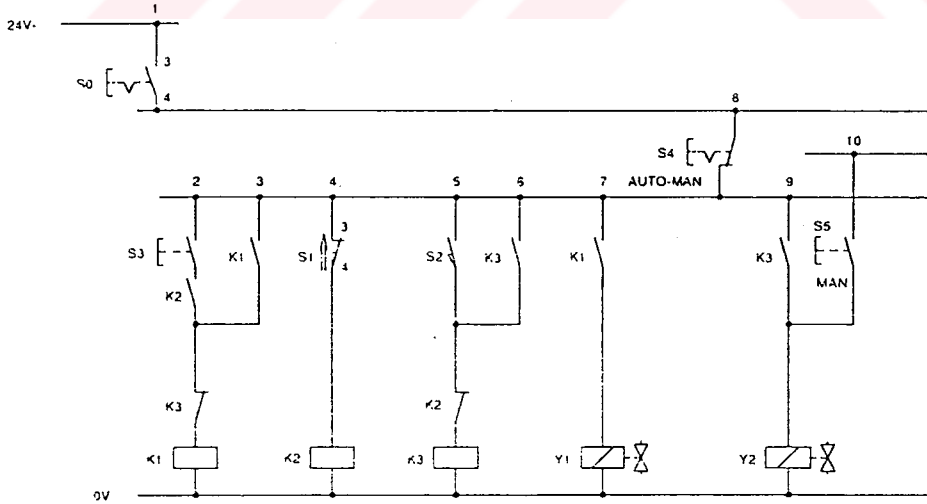 1
24V-
3
S0
4
8
S4
10
AUTO-MAN
2 3 4 5 6 7 9
3
S5
S3 K1 S1 S2 K3 K1 K3
4
K2
MAN
K3 K2
K1 K2 K3 Y1 Y2
0V